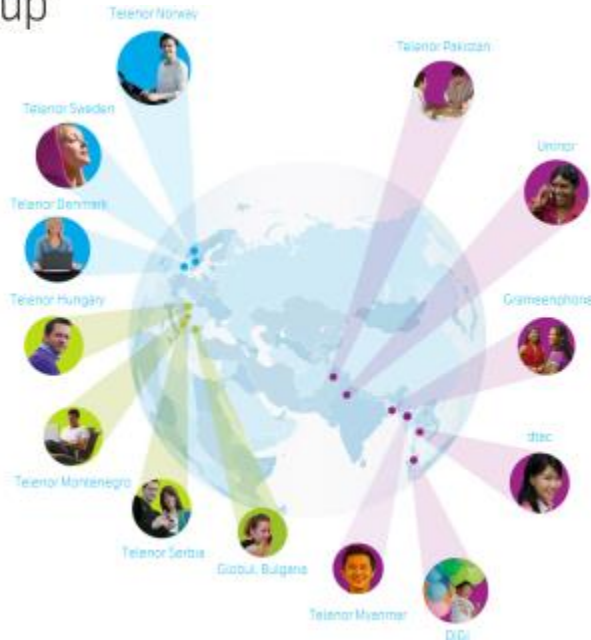 up
Telenor Norway
Telenor Pakistan
Telenor Sweden
Uninor
Telenor Denmark
Telenor Hungary
Grameenphone
dtac
Telenor Montenegro
Telenor Serbia
Globul, Bulgaria
Telenor Myanmar
DiGi